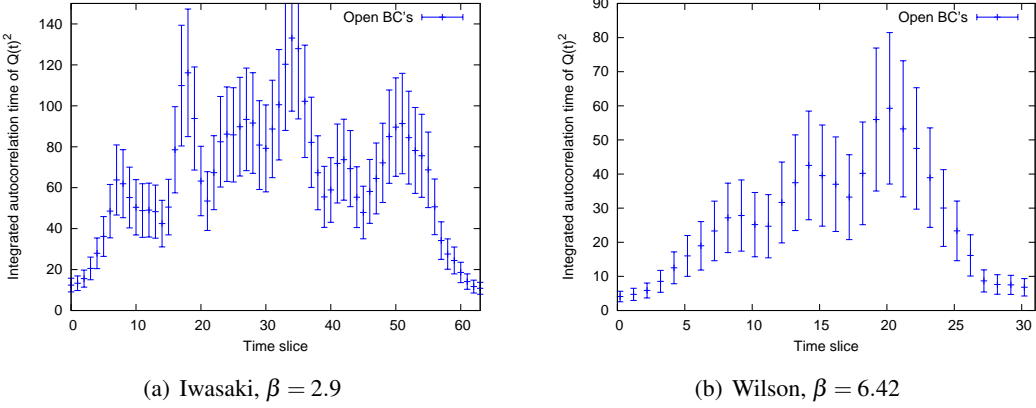 Integrated autocorrelation time of Q(t)²
140
120
100
80
60
40
20
0
0 10 20 30 40 50 60
Time slice
Open BC's
(a) Iwasaki, β = 2.9
Integrated autocorrelation time of Q(t)²
90
80
70
60
50
40
30
20
10
0
0 5 10 15 20 25 30
Time slice
Open BC's
(b) Wilson, β = 6.42